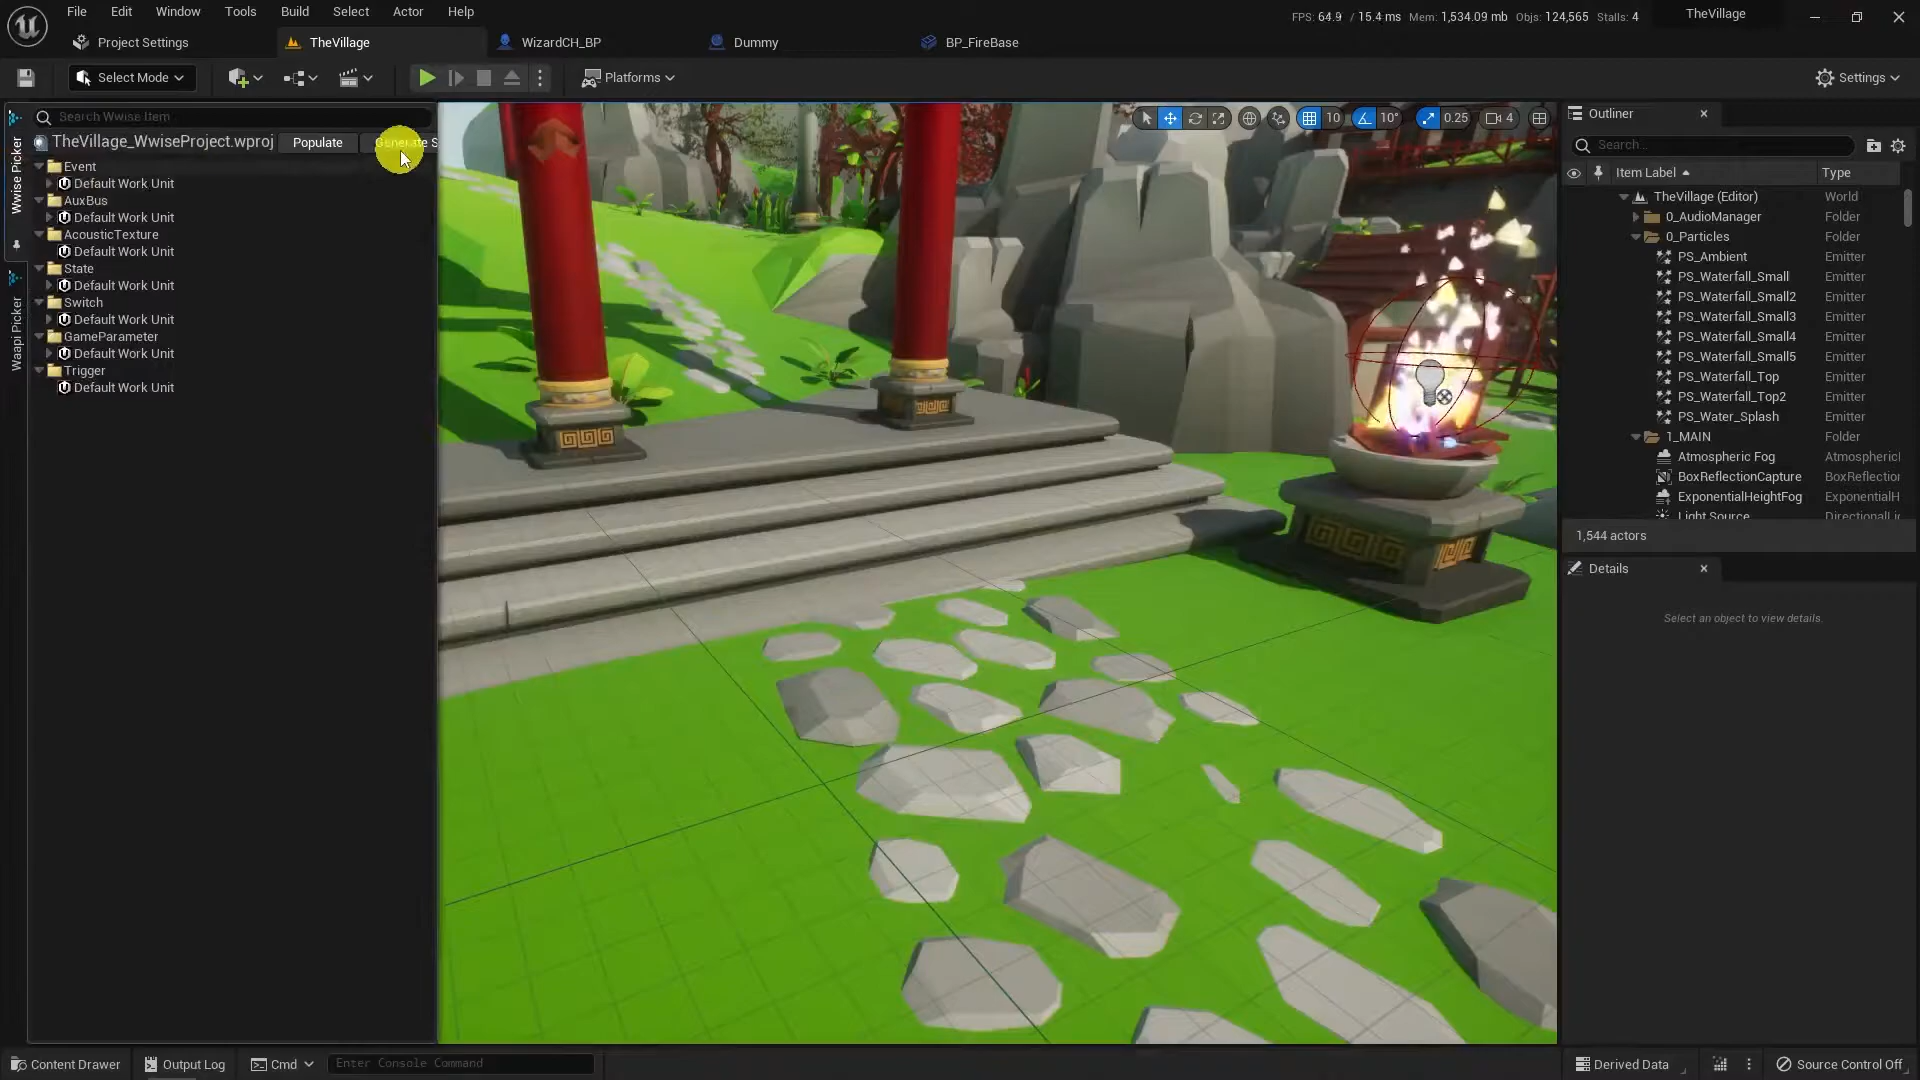 File Edit Window Tools Build Select Actor Help
FPS: 64.9 / 15.4 ms Mem: 1,534.09 mb Objs: 124,565 Stalls: 4
TheVillage
Project Settings
TheVillage
WizardCH_BP
Dummy
BP_FireBase
Select Mode
Platforms
Settings
Search Wwise Item
TheVillage_WwiseProject.wproj
Populate
Generate S
Event
Default Work Unit
AuxBus
Default Work Unit
AcousticTexture
Default Work Unit
State
Default Work Unit
Switch
Default Work Unit
GameParameter
Default Work Unit
Trigger
Default Work Unit
Wwise Picker
Waapi Picker
10
10°
0.25
4
Outliner
Search...
Item Label Type
TheVillage (Editor) World
0_AudioManager Folder
0_Particles Folder
PS_Ambient Emitter
PS_Waterfall_Small Emitter
PS_Waterfall_Small2 Emitter
PS_Waterfall_Small3 Emitter
PS_Waterfall_Small4 Emitter
PS_Waterfall_Small5 Emitter
PS_Waterfall_Top Emitter
PS_Waterfall_Top2 Emitter
PS_Water_Splash Emitter
1_MAIN Folder
Atmospheric Fog Atmospheric
BoxReflectionCapture BoxReflection
ExponentialHeightFog ExponentialH
Light Source DirectionalLi
1,544 actors
Details
Select an object to view details.
Content Drawer
Output Log
Cmd
Enter Console Command
Derived Data
Source Control Off